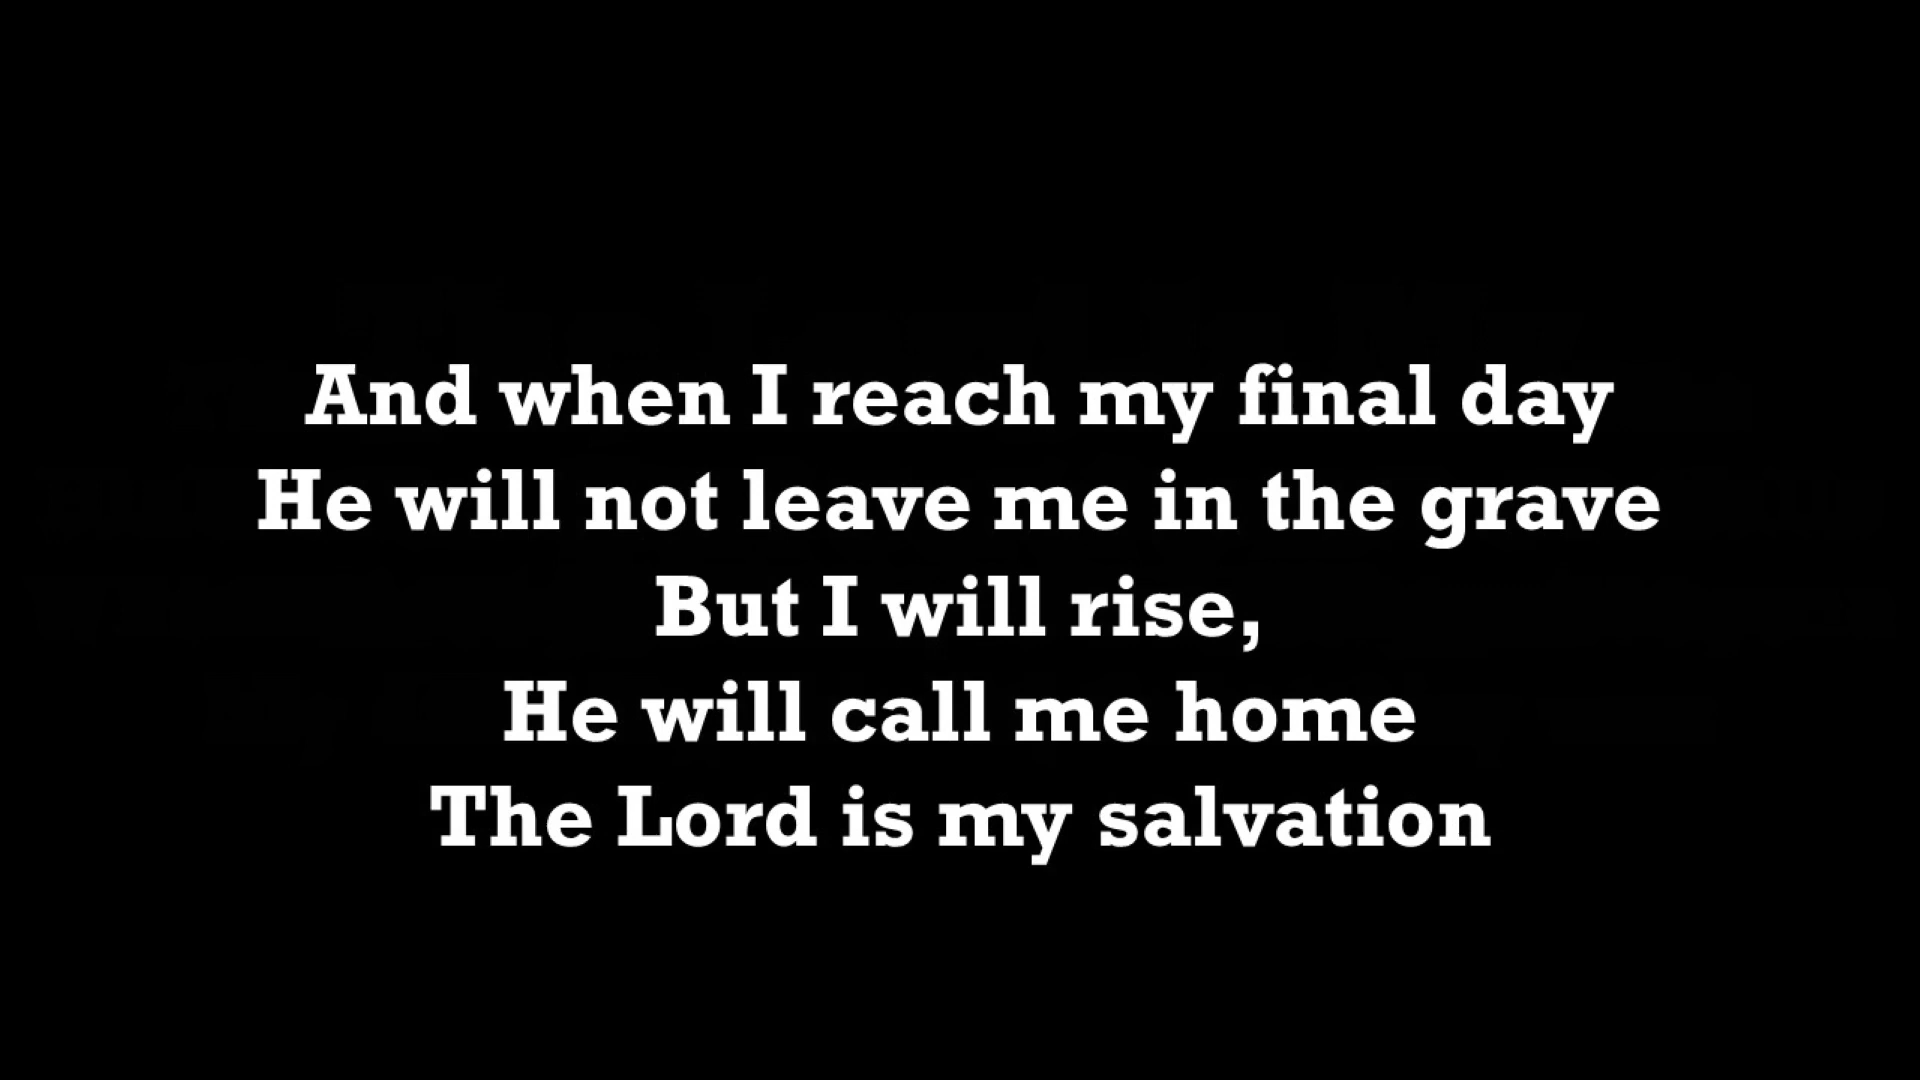 And when I reach my final day
He will not leave me in the grave
But I will rise,
He will call me home
The Lord is my salvation